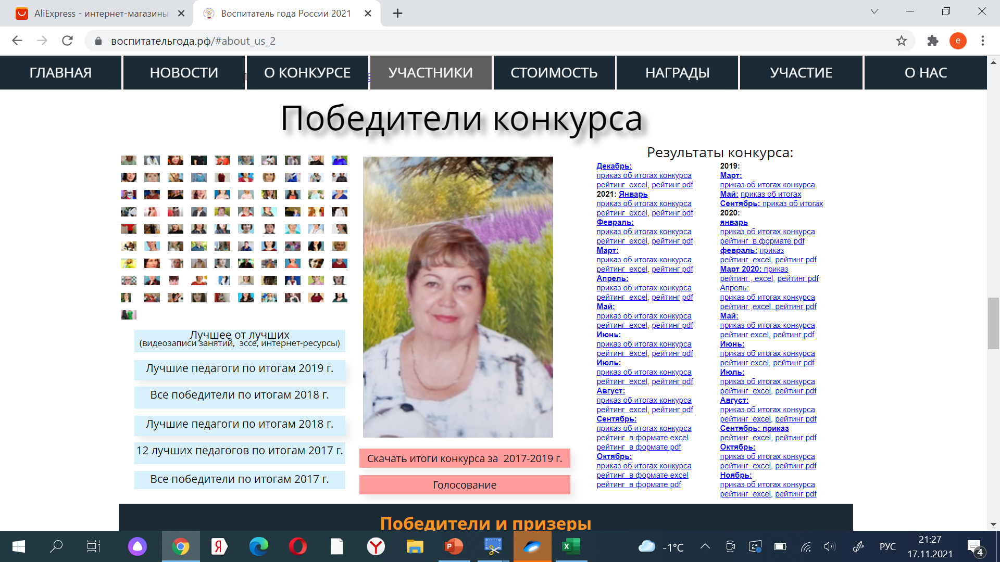 AliExpress - интернет-магазины
Воспитатель года России 2021
воспитательгода.рф/#about_us_2
е
ГЛАВНАЯ
НОВОСТИ
О КОНКУРСЕ
УЧАСТНИКИ
СТОИМОСТЬ
НАГРАДЫ
УЧАСТИЕ
О НАС
Победители конкурса
Лучшее от лучших
(видеозаписи занятий, эссе, интернет-ресурсы)
Лучшие педагоги по итогам 2019 г.
Все победители по итогам 2018 г.
Лучшие педагоги по итогам 2018 г.
12 лучших педагогов по итогам 2017 г.
Все победители по итогам 2017 г.
Скачать итоги конкурса за 2017-2019 г.
Голосование
Результаты конкурса:
Декабрь:
приказ об итогах конкурса
рейтинг excel, рейтинг pdf
2021: Январь
приказ об итогах конкурса
рейтинг excel, рейтинг pdf
Февраль:
приказ об итогах конкурса
рейтинг excel, рейтинг pdf
Март:
приказ об итогах конкурса
рейтинг excel, рейтинг pdf
Апрель:
приказ об итогах конкурса
рейтинг excel, рейтинг pdf
Май:
приказ об итогах конкурса
рейтинг excel, рейтинг pdf
Июнь:
приказ об итогах конкурса
рейтинг excel, рейтинг pdf
Июль:
приказ об итогах конкурса
рейтинг excel, рейтинг pdf
Август:
приказ об итогах конкурса
рейтинг excel, рейтинг pdf
Сентябрь:
приказ об итогах конкурса
рейтинг в формате excel
рейтинг в формате pdf
Октябрь:
приказ об итогах конкурса
рейтинг в формате excel
рейтинг в формате pdf
2019:
Март:
приказ об итогах конкурса
Май: приказ об итогах
Сентябрь: приказ об итогах
2020:
январь
приказ об итогах конкурса
рейтинг в формате pdf
февраль: приказ
рейтинг excel, рейтинг pdf
Март 2020: приказ
рейтинг , excel, рейтинг pdf
Апрель:
приказ об итогах конкурса
рейтинг ,excel, рейтинг pdf
Май:
приказ об итогах конкурса
рейтинг excel, рейтинг pdf
Июнь:
приказ об итогах конкурса
рейтинг excel, рейтинг pdf
Июль:
приказ об итогах конкурса
рейтинг excel, рейтинг pdf
Август:
приказ об итогах конкурса
рейтинг excel, рейтинг pdf
Сентябрь: приказ
рейтинг excel, рейтинг pdf
Октябрь:
приказ об итогах конкурса
рейтинг excel, рейтинг pdf
Ноябрь:
приказ об итогах конкурса
рейтинг excel, рейтинг pdf
Победители и призеры
-1°C
РУС
21:27
17.11.2021
4